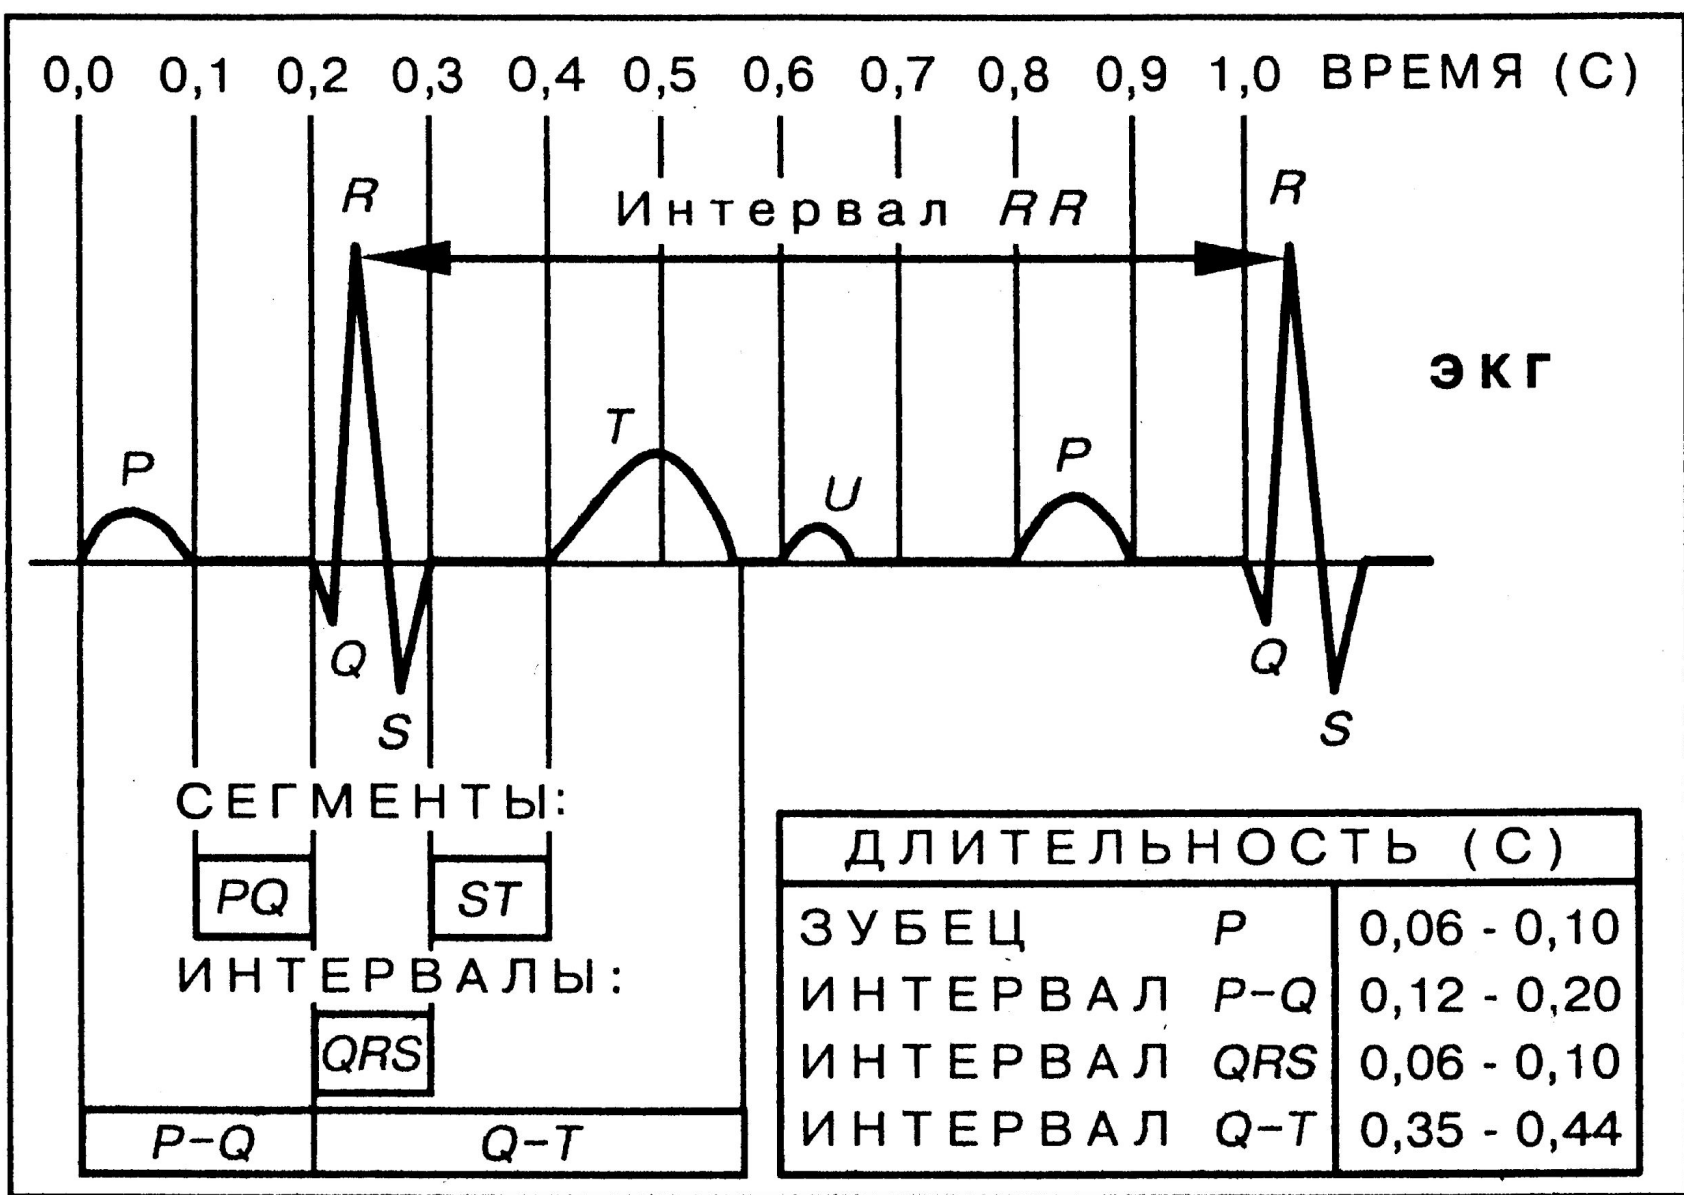 0,0 0,1 0,2 0,3 0,4 0,5 0,6 0,7 0,8 0,9 1,0 ВРЕМЯ (С)
R R
Интервал RR
ЭКГ
T
P P
U
Q Q
S S
СЕГМЕНТЫ:
PQ ST
ИНТЕРВАЛЫ:
QRS
P-Q Q-T
ДЛИТЕЛЬНОСТЬ (С)
ЗУБЕЦ P 0,06 - 0,10
ИНТЕРВАЛ P-Q 0,12 - 0,20
ИНТЕРВАЛ QRS 0,06 - 0,10
ИНТЕРВАЛ Q-T 0,35 - 0,44